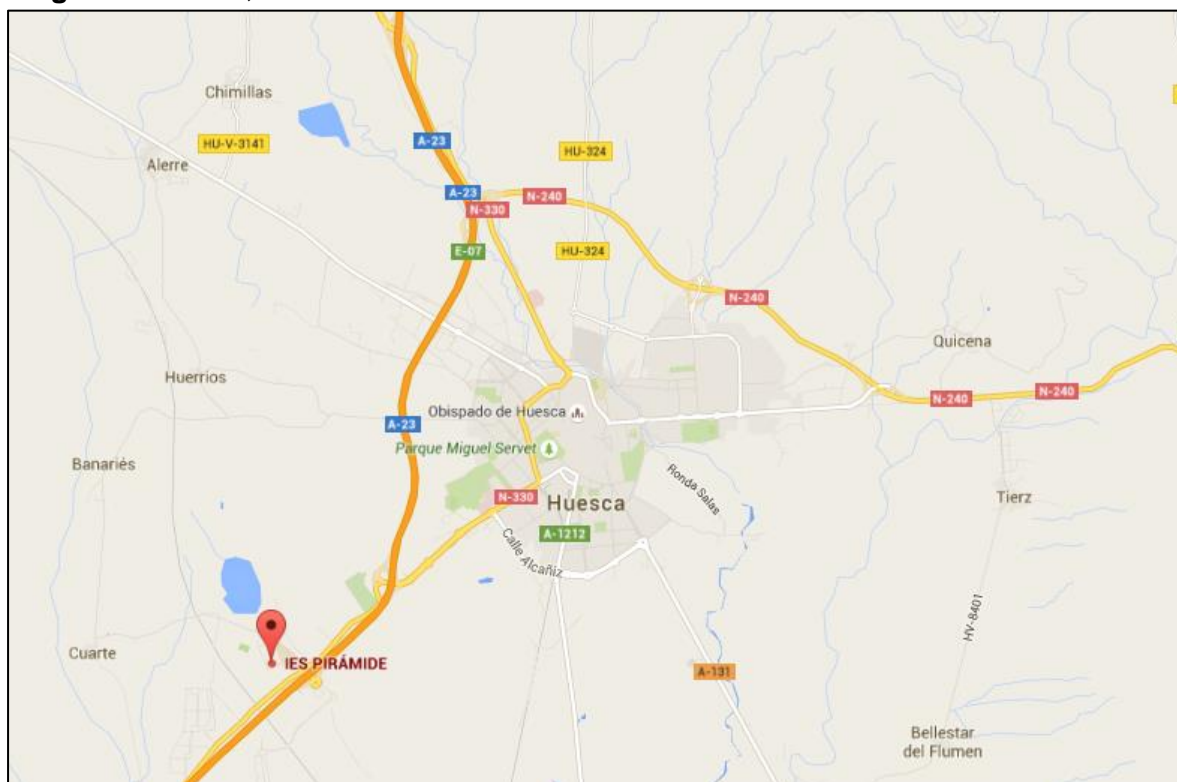 Chimillas
HU-V-3141
A-23
HU-324
Alerre
A-23
N-240
N-330
E-07
HU-324
N-240
Quicena
Huerrios
N-240
N-240
A-23
Obispado de Huesca
Parque Miguel Servet
Banariés
Ronda Salas
N-330
Huesca
Tierz
A-1212
Calle Alcañiz
HV-8401
Cuarte
IES PIRÁMIDE
A-131
Bellestar
del Flumen